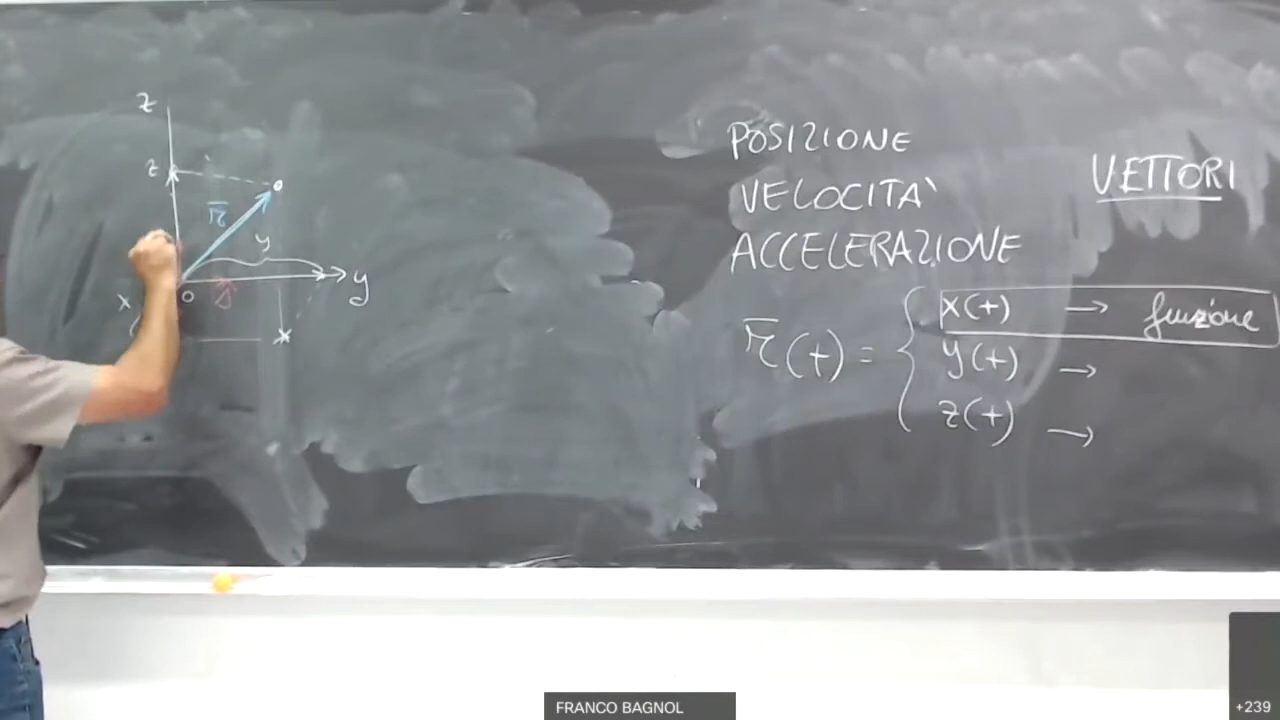 z
z
r̄
y
y
x
o
POSIZIONE
VELOCITA'
ACCELERAZIONE
VETTORI
r̄(t) = {
x(t) → funzione
y(t) →
z(t) →
FRANCO BAGNOL
+239